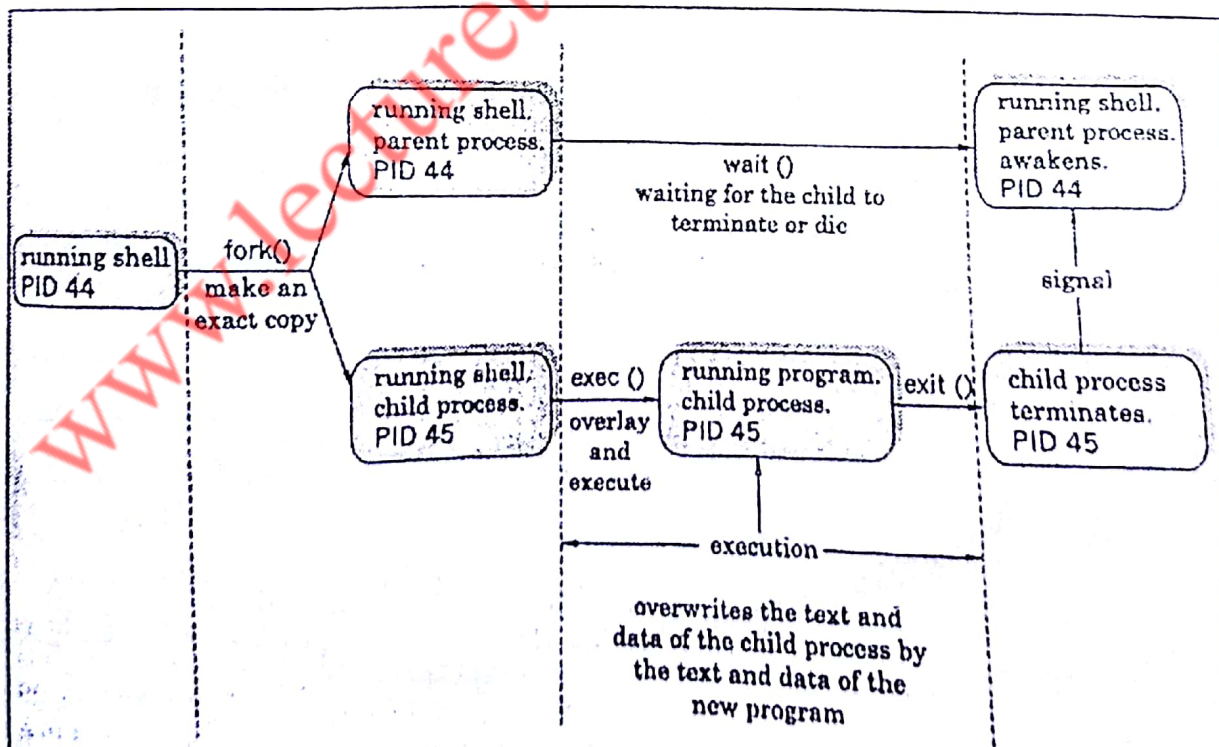 www.lecturet
running shell
PID 44
fork()
make an
exact copy
running shell.
parent process.
PID 44
wait ()
waiting for the child to
terminate or dic
running shell.
parent process.
awakens.
PID 44
signal
running shell.
child process.
PID 45
exec ()
overlay
and
execute
running program.
child process.
PID 45
exit ()
child process
terminates.
PID 45
execution
overwrites the text and
data of the child process by
the text and data of the
new program